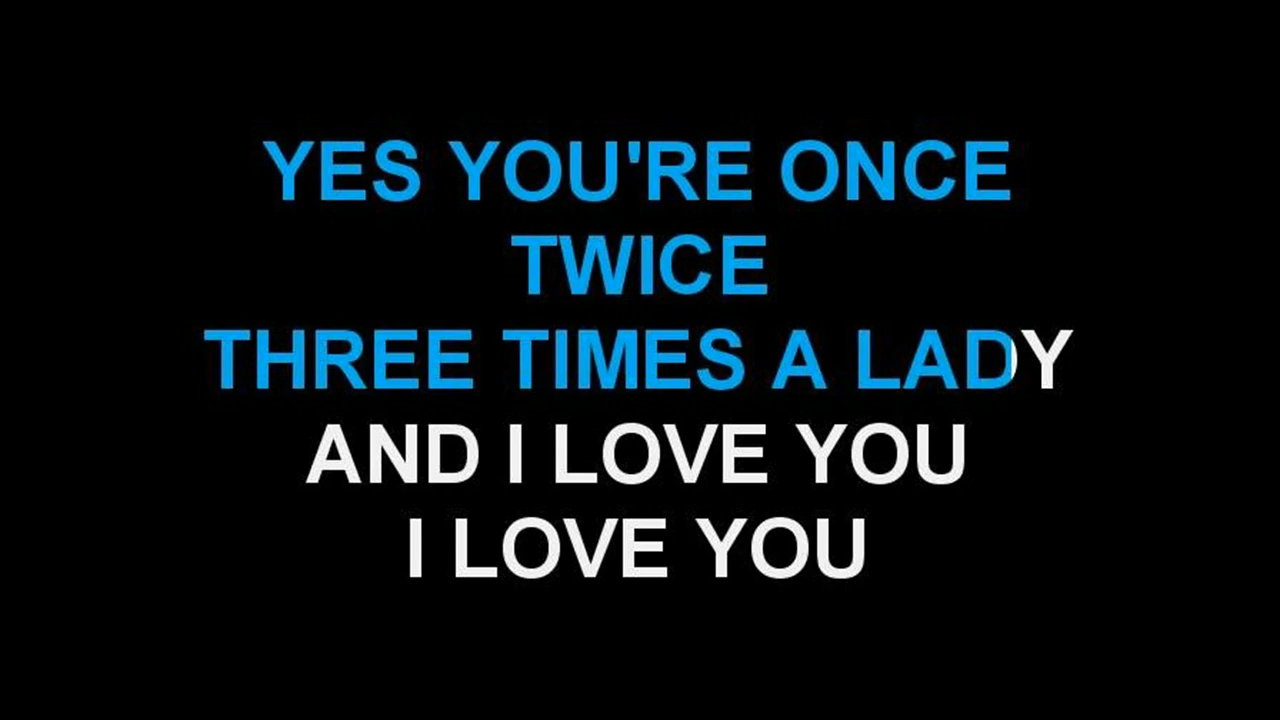 YES YOU'RE ONCE
TWICE
THREE TIMES A LADY
AND I LOVE YOU
I LOVE YOU